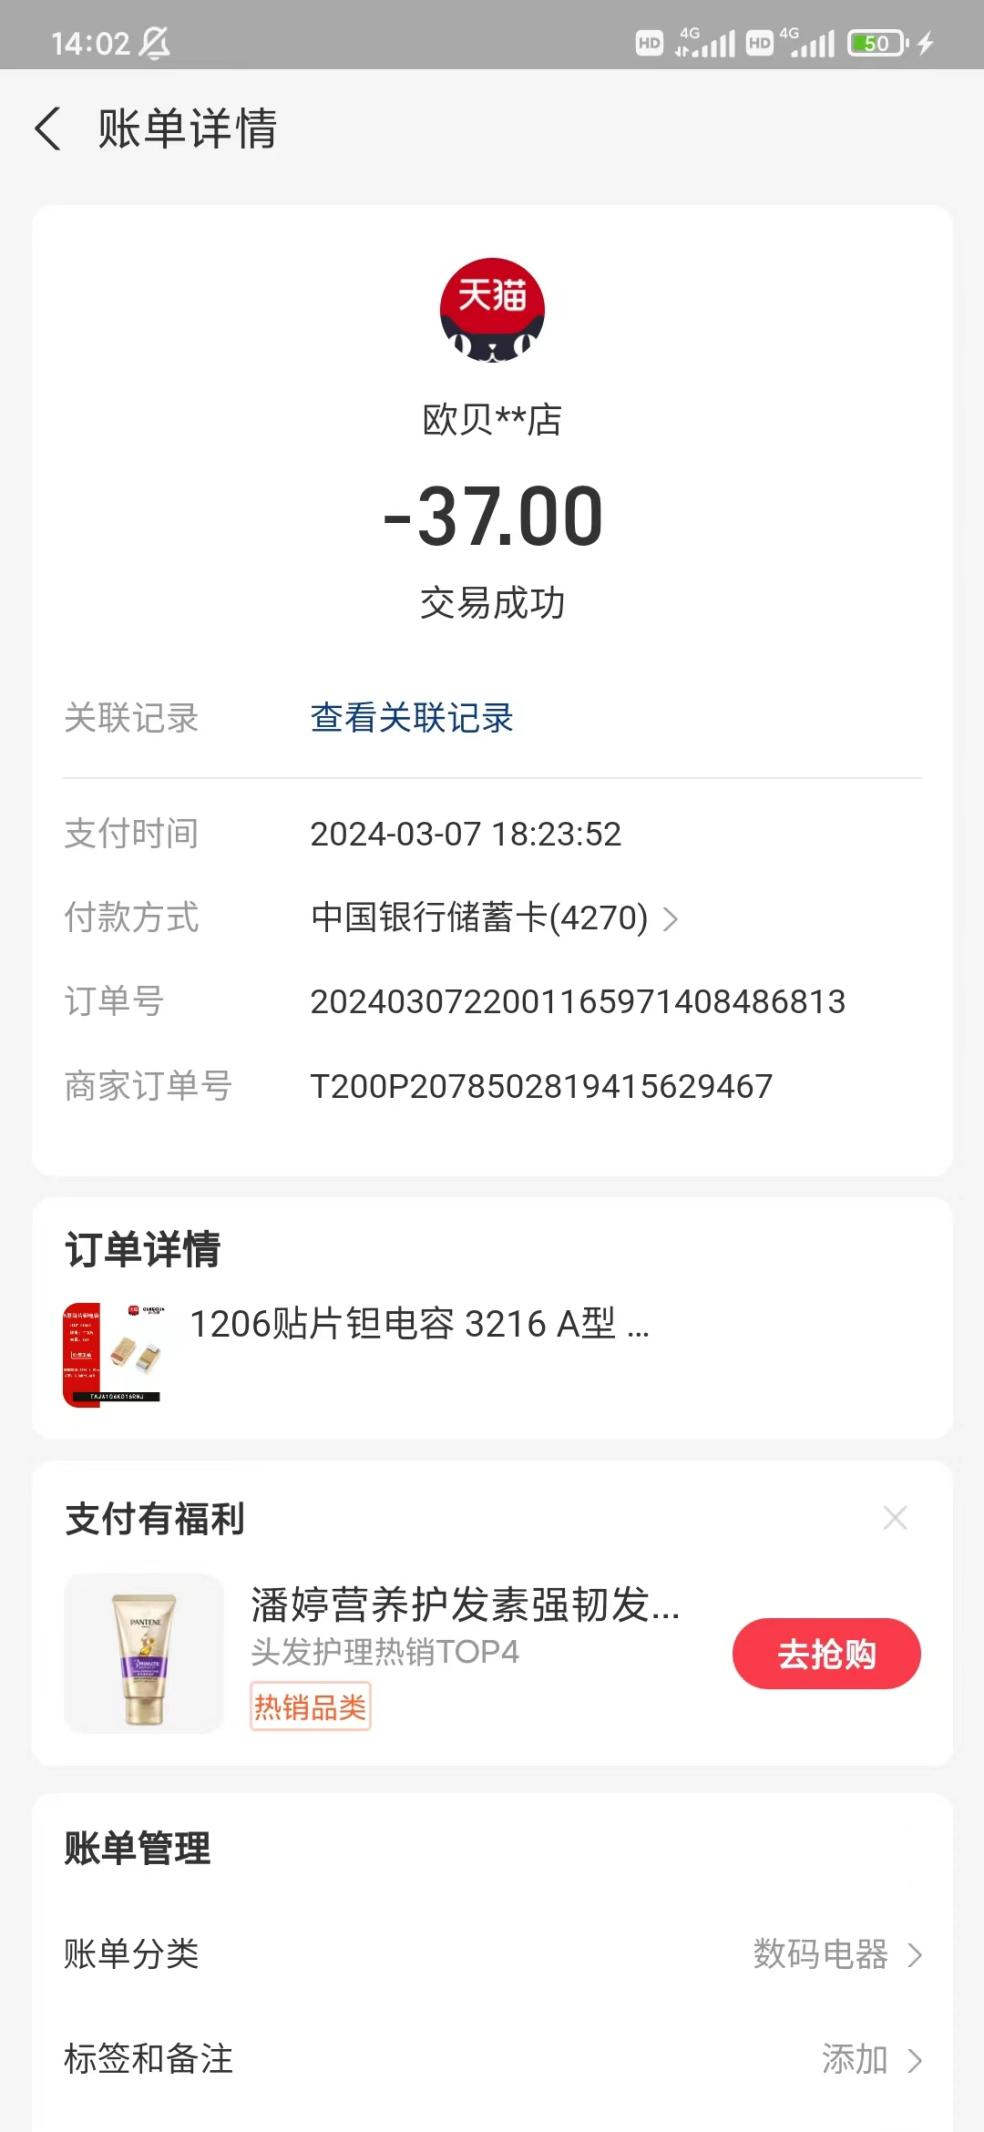 14:02
HD 4G HD 4G 50
账单详情
天猫
欧贝**店
-37.00
交易成功
关联记录 查看关联记录
支付时间 2024-03-07 18:23:52
付款方式 中国银行储蓄卡(4270)
订单号 2024030722001165971408486813
商家订单号 T200P2078502819415629467
订单详情
1206贴片钽电容 3216 A型 ...
TAJA106K016RNJ
支付有福利
PANTENE
潘婷营养护发素强韧发...
头发护理热销TOP4
热销品类
去抢购
账单管理
账单分类 数码电器
标签和备注 添加